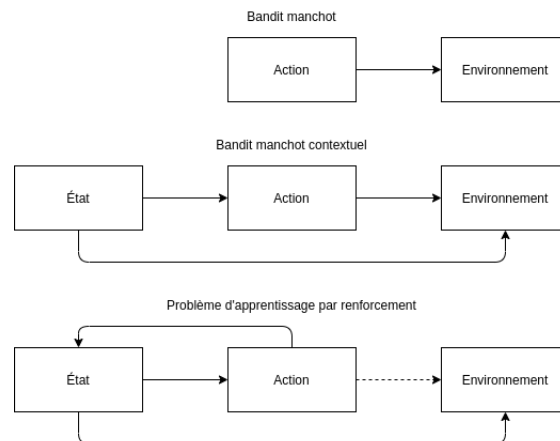 Bandit manchot
Action
Environnement
Bandit manchot contextuel
État
Action
Environnement
Problème d'apprentissage par renforcement
État
Action
Environnement